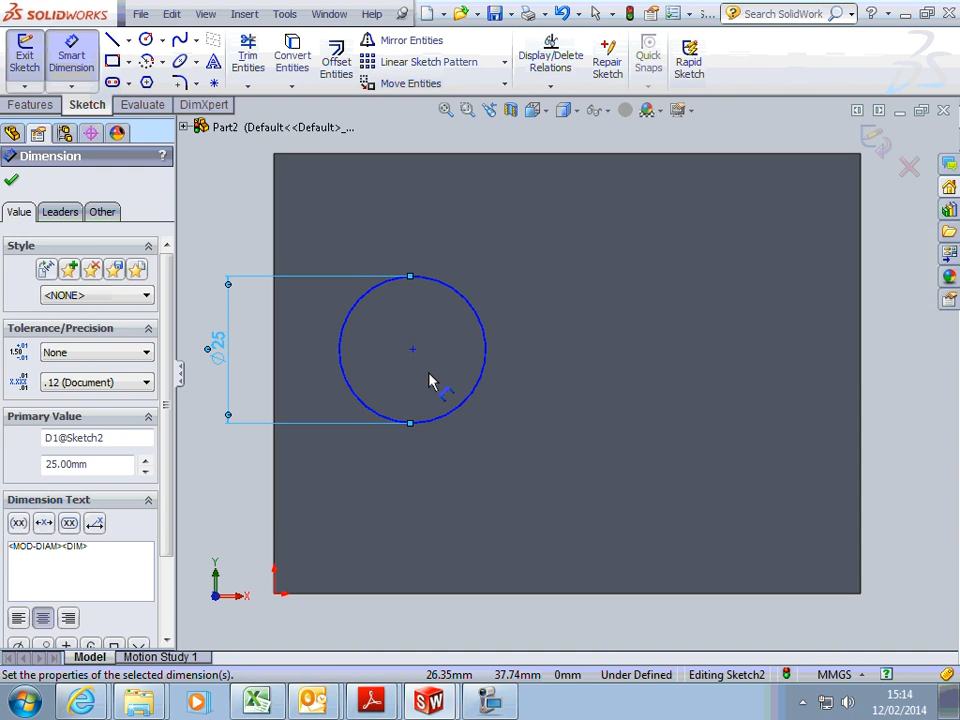 SOLIDWORKS
File Edit View Insert Tools Window Help
S...
Search SolidWork
Exit Sketch
Smart Dimension
Trim Entities
Convert Entities
Offset Entities
Mirror Entities
Linear Sketch Pattern
Move Entities
Display/Delete Relations
Repair Sketch
Quick Snaps
Rapid Sketch
Features Sketch Evaluate DimXpert
Part2 (Default<<Default>_...
Dimension ?
Value Leaders Other
Style
<NONE>
Tolerance/Precision
None
.12 (Document)
Primary Value
D1@Sketch2
25.00mm
Dimension Text
<MOD-DIAM><DIM>
∅25
Y
X
Model Motion Study 1
Set the properties of the selected dimension(s). 26.35mm 37.74mm 0mm Under Defined Editing Sketch2 MMGS
15:14
12/02/2014